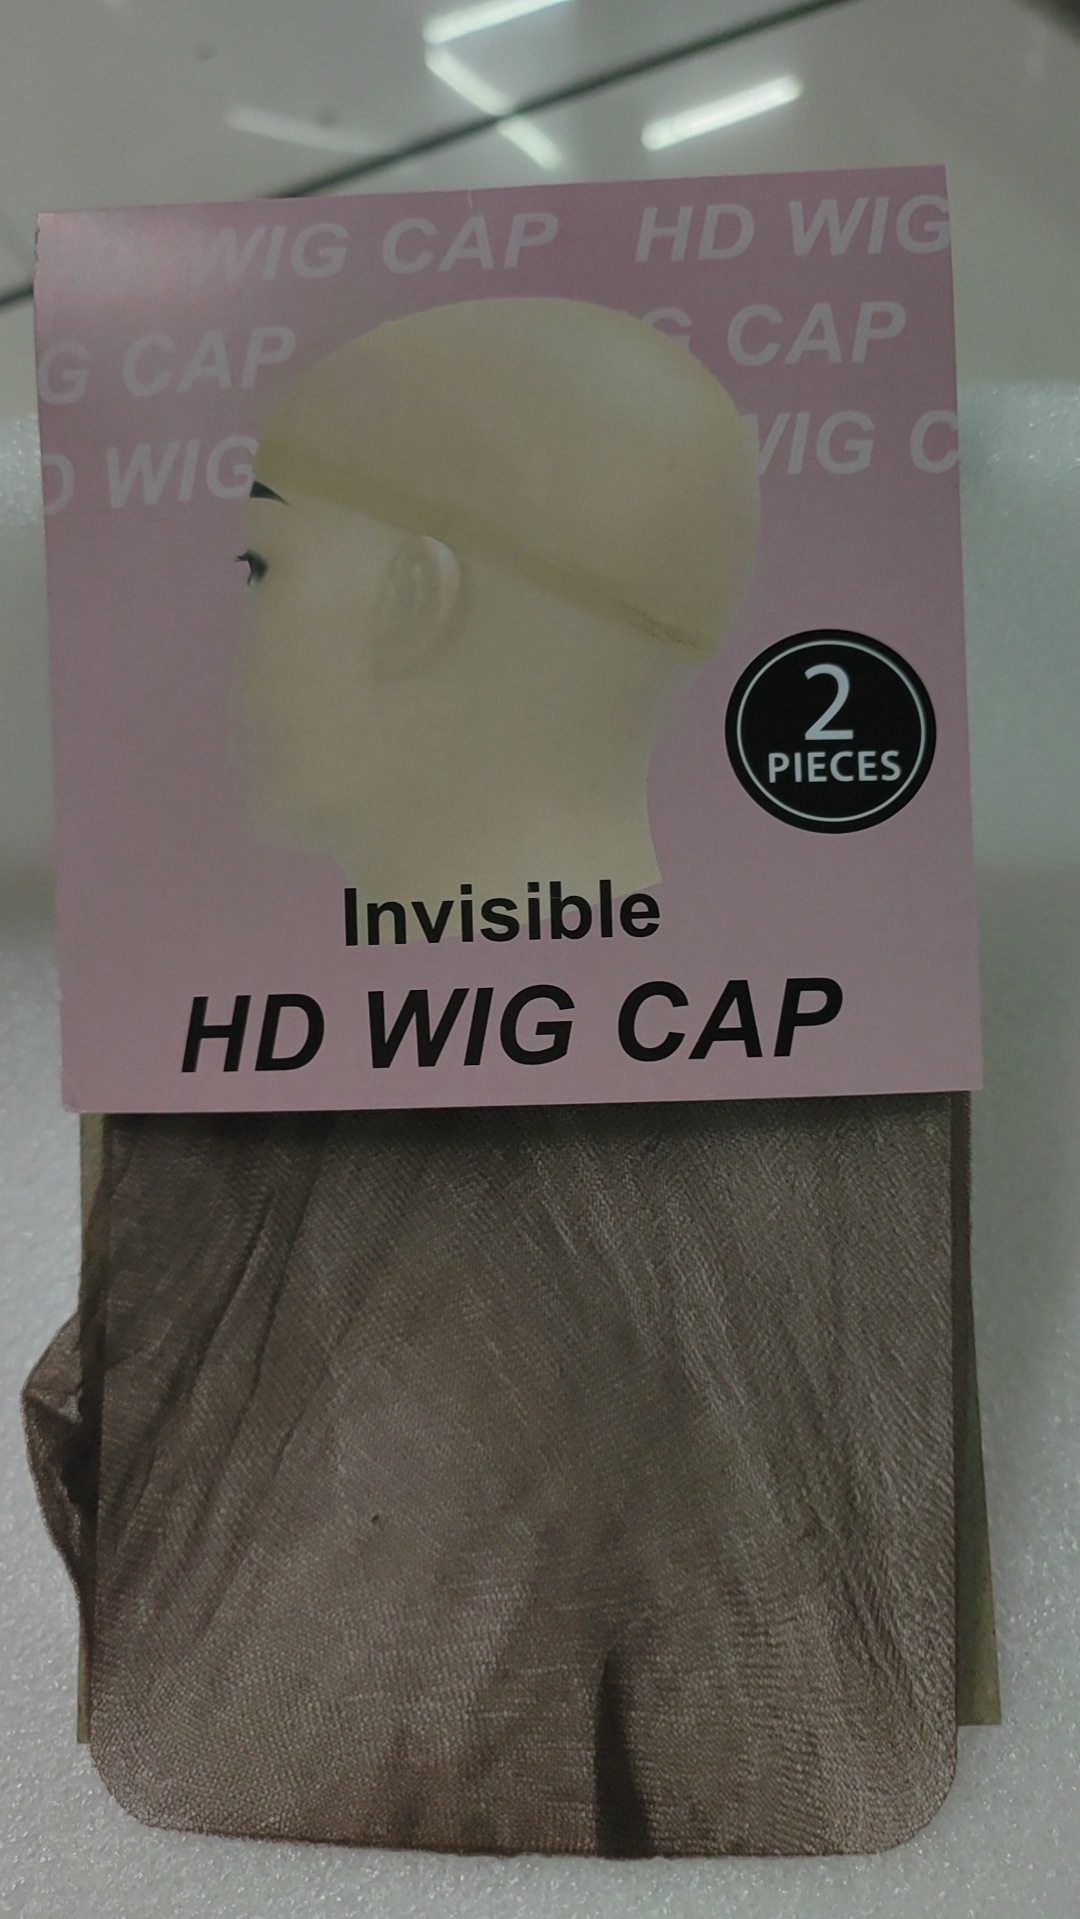 WIG CAP HD WIG
G CAP G CAP
D WIG WIG C
2
PIECES
Invisible
HD WIG CAP